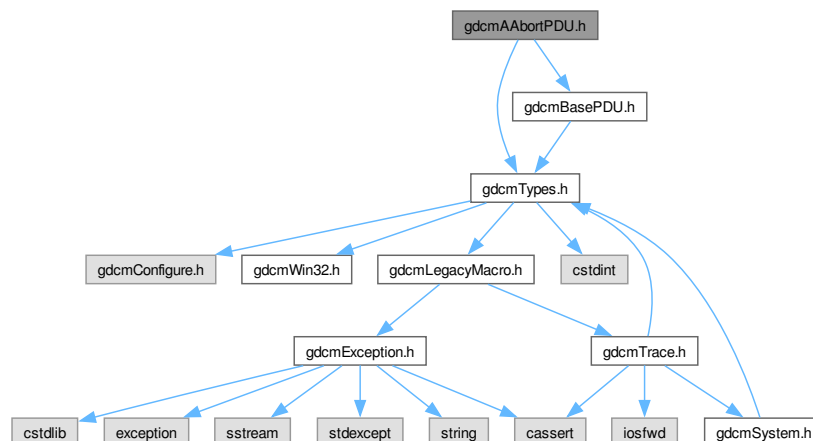 gdcmAAbortPDU.h
gdcmBasePDU.h
gdcmTypes.h
gdcmConfigure.h
gdcmWin32.h
gdcmLegacyMacro.h
cstdint
gdcmException.h
gdcmTrace.h
cstdlib
exception
sstream
stdexcept
string
cassert
iosfwd
gdcmSystem.h